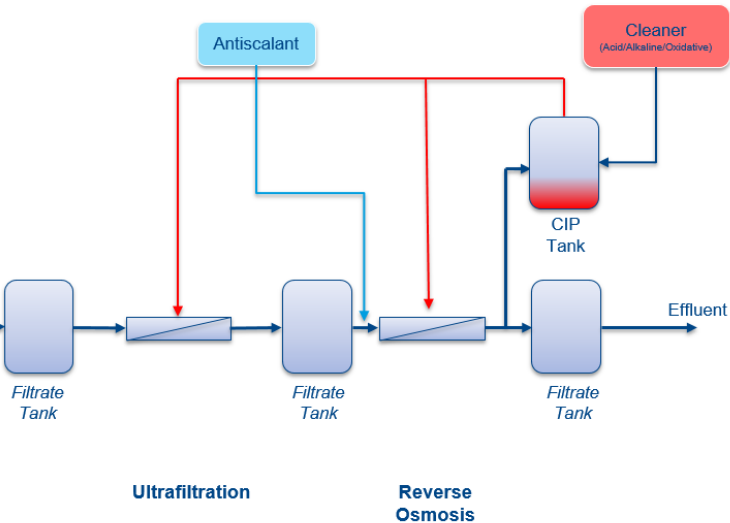 Antiscalant
Cleaner
(Acid/Alkaline/Oxidative)
CIP
Tank
Effluent
Filtrate
Tank
Filtrate
Tank
Filtrate
Tank
Ultrafiltration
Reverse
Osmosis